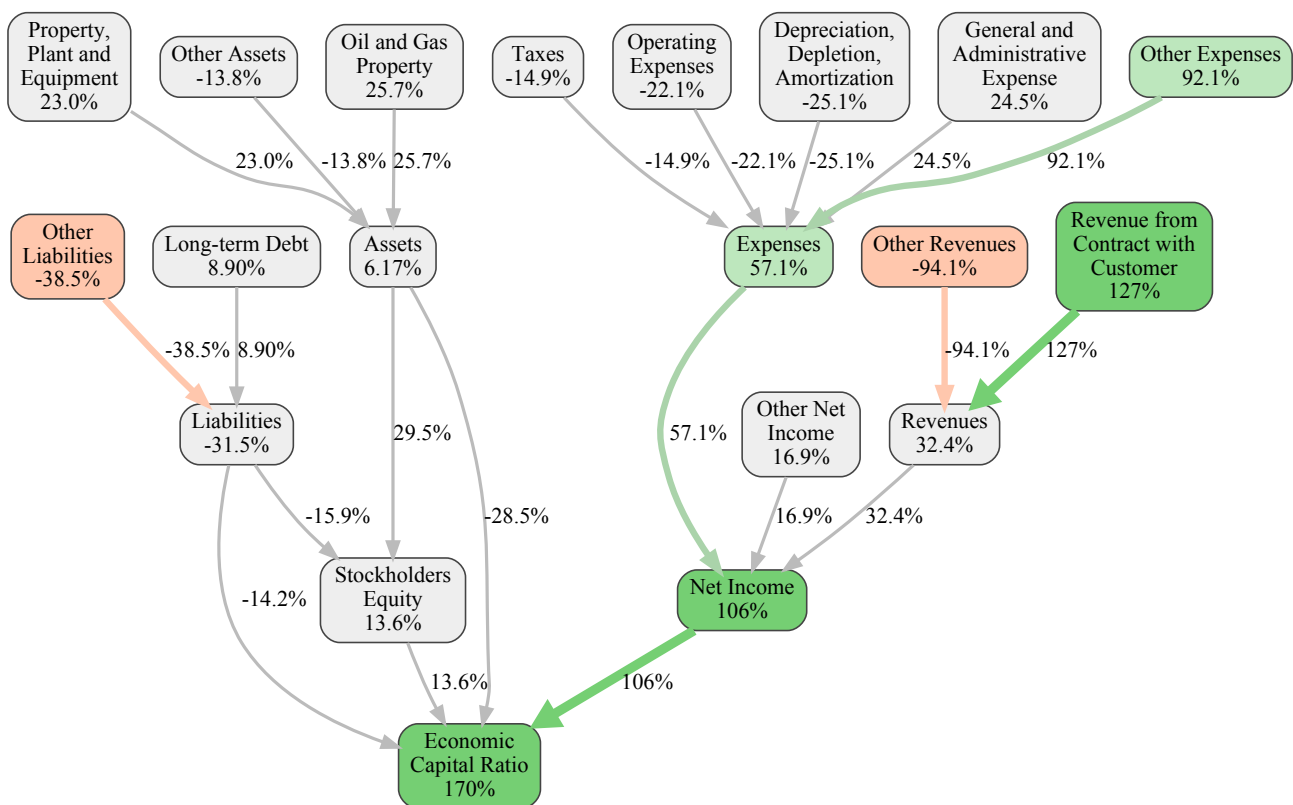 Property,
Plant and
Equipment
23.0%
Other Assets
-13.8%
Oil and Gas
Property
25.7%
Taxes
-14.9%
Operating
Expenses
-22.1%
Depreciation,
Depletion,
Amortization
-25.1%
General and
Administrative
Expense
24.5%
Other Expenses
92.1%
23.0%
-13.8%
25.7%
-14.9%
-22.1%
-25.1%
24.5%
92.1%
Other
Liabilities
-38.5%
Long-term Debt
8.90%
Assets
6.17%
Expenses
57.1%
Other Revenues
-94.1%
Revenue from
Contract with
Customer
127%
-38.5%
8.90%
-94.1%
127%
Liabilities
-31.5%
29.5%
57.1%
Other Net
Income
16.9%
Revenues
32.4%
-15.9%
-28.5%
16.9%
32.4%
-14.2%
Stockholders
Equity
13.6%
Net Income
106%
13.6%
106%
Economic
Capital Ratio
170%